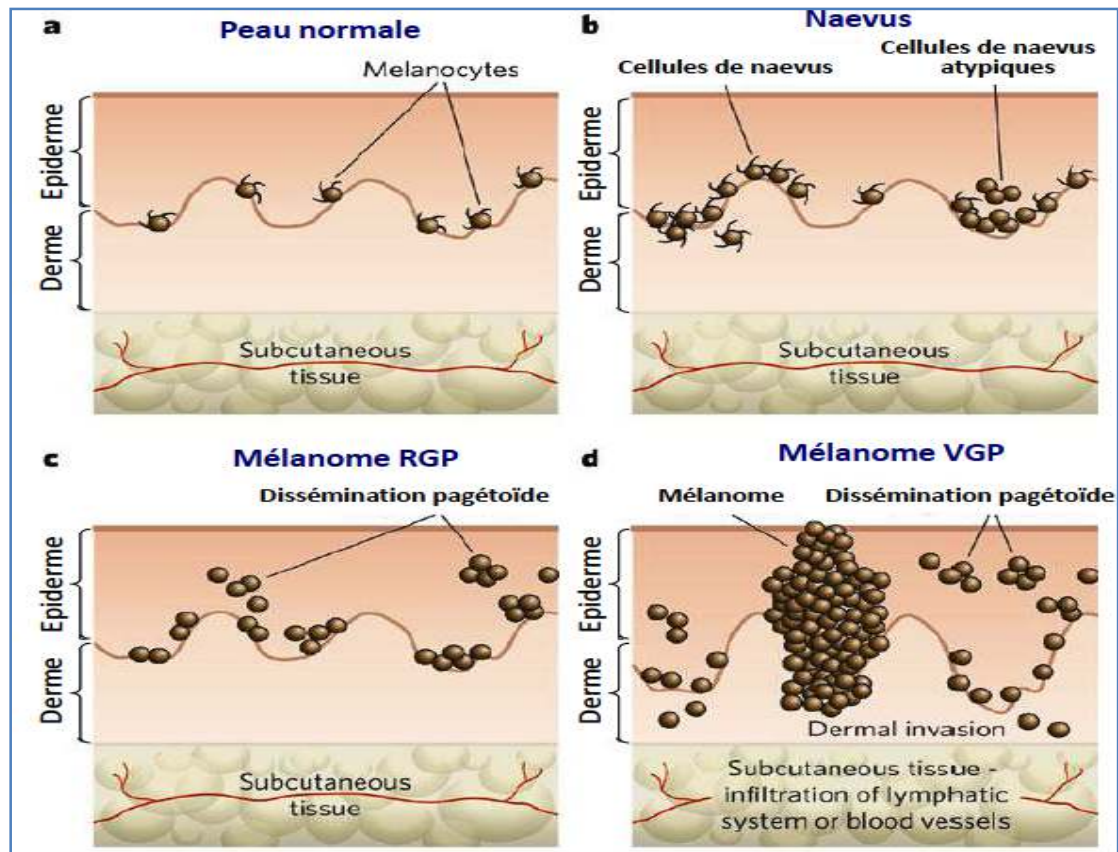 a
Peau normale
Melanocytes
Epiderme
Derme
Subcutaneous
tissue
b
Naevus
Cellules de naevus
Cellules de naevus
atypiques
Epiderme
Derme
Subcutaneous
tissue
c
Mélanome RGP
Dissémination pagétoïde
Epiderme
Derme
Subcutaneous
tissue
d
Mélanome VGP
Mélanome
Dissémination pagétoïde
Epiderme
Derme
Dermal invasion
Subcutaneous tissue -
infiltration of lymphatic
system or blood vessels